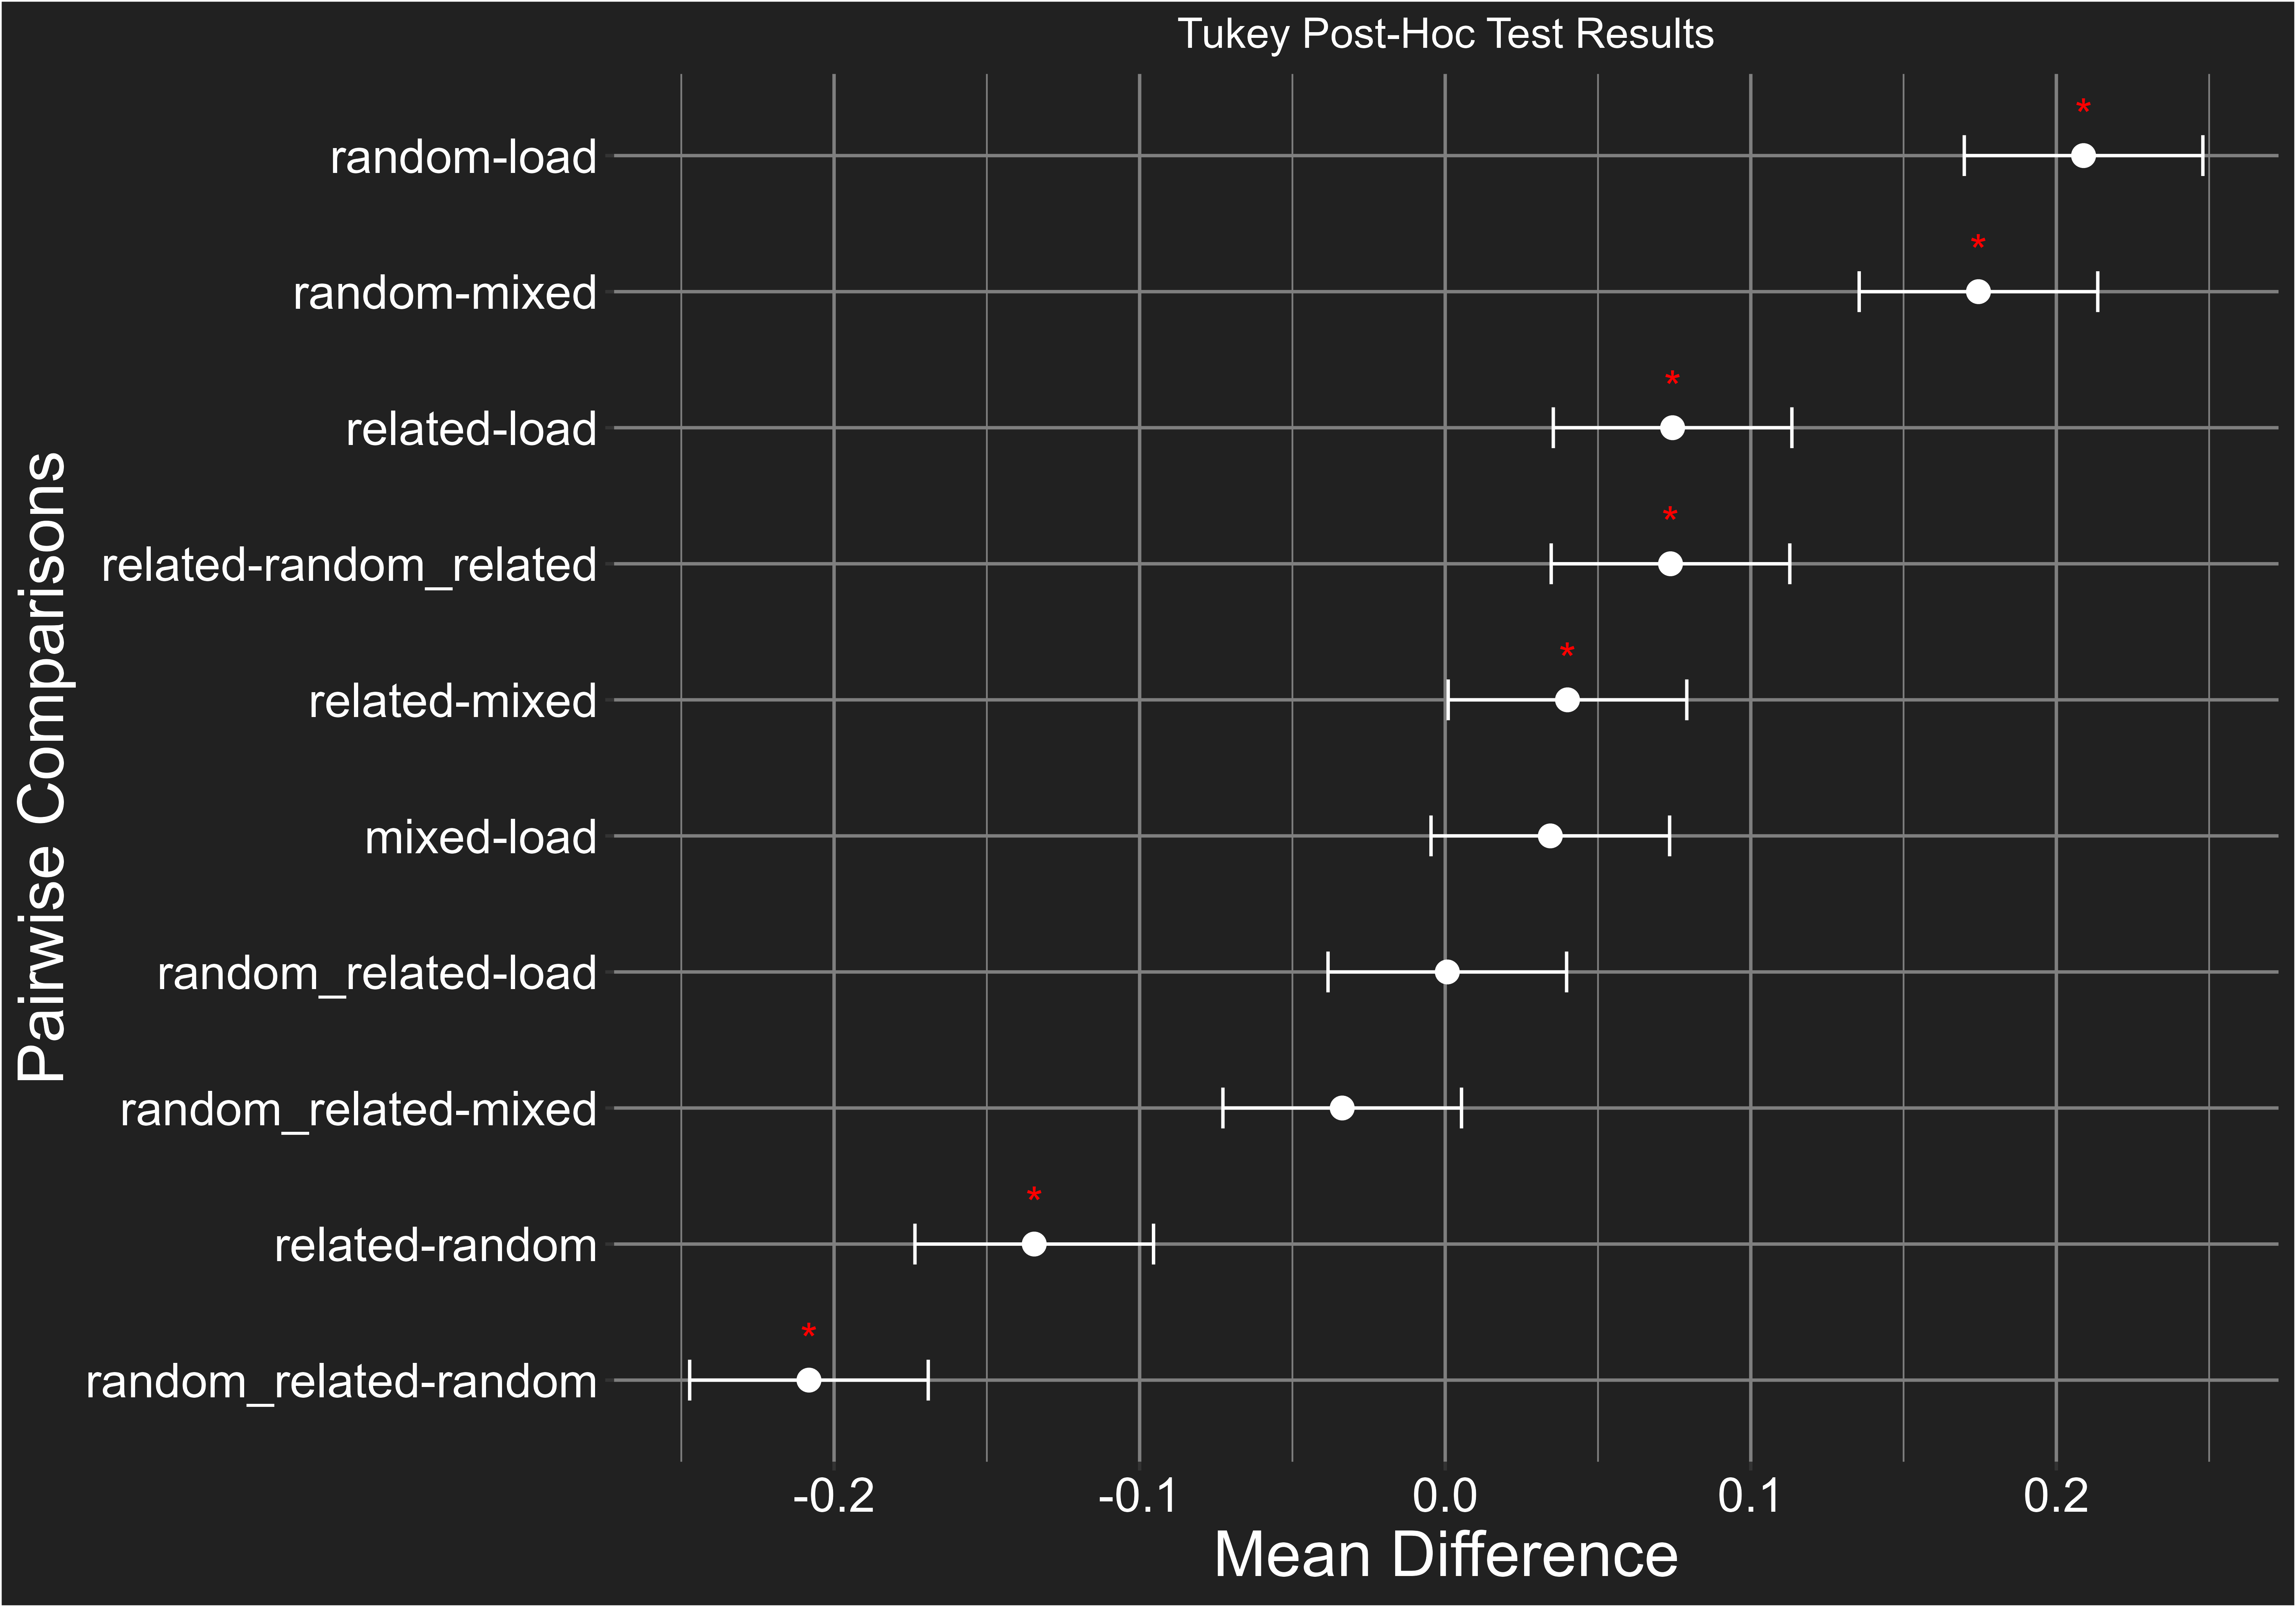 Tukey Post-Hoc Test Results
*
random-load
*
random-mixed
*
related-load
*
related-random_related
*
related-mixed
mixed-load
random_related-load
random_related-mixed
*
related-random
*
random_related-random
Pairwise Comparisons
-0.2 -0.1 0.0 0.1 0.2
Mean Difference